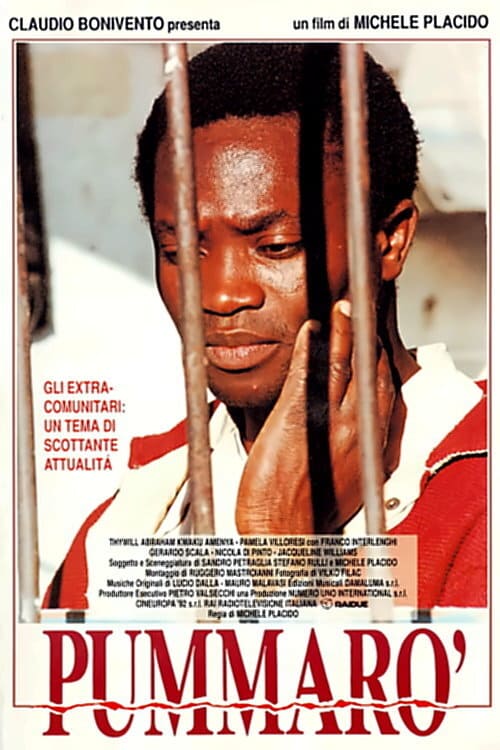 CLAUDIO BONIVENTO presenta
un film di MICHELE PLACIDO
GLI EXTRA-
COMUNITARI:
UN TEMA DI
SCOTTANTE
ATTUALITÁ
THYWILL ABRAHAM KWAKU AMENYA - PAMELA VILLORESI con FRANCO INTERLENGHI
GERARDO SCALA - NICOLA DI PINTO - JACQUELINE WILLIAMS
Soggetto e Sceneggiatura di SANDRO PETRAGLIA STEFANO RULLI e MICHELE PLACIDO
Montaggio di RUGGERO MASTROIANNI Fotografia di VILKO FILAC
Musiche Originali di LUCIO DALLA - MAURO MALAVASI Edizioni Musicali DAMALUMA s.r.l.
Produttore Esecutivo PIETRO VALSECCHI una Produzione NUMERO UNO INTERNATIONAL s.r.l.
CINEUROPA '92 s.r.l. RAI RADIOTELEVISIONE ITALIANA RAIDUE
Regia di MICHELE PLACIDO
PUMMARO'